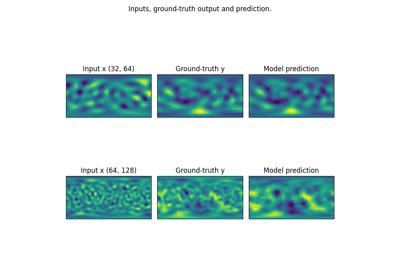 Inputs, ground-truth output and prediction.
Input x (32, 64) Ground-truth y Model prediction
Input x (64, 128) Ground-truth y Model prediction